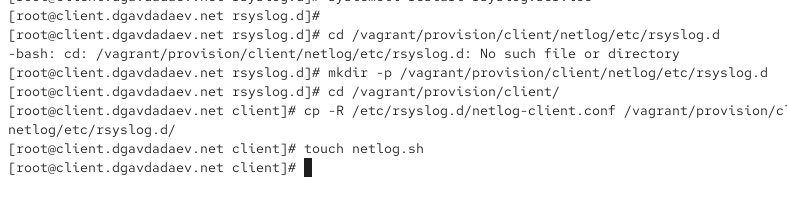 [root@client.dgavdadaev.net rsyslog.d]#
[root@client.dgavdadaev.net rsyslog.d]# cd /vagrant/provision/client/netlog/etc/rsyslog.d
-bash: cd: /vagrant/provision/client/netlog/etc/rsyslog.d: No such file or directory
[root@client.dgavdadaev.net rsyslog.d]# mkdir -p /vagrant/provision/client/netlog/etc/rsyslog.d
[root@client.dgavdadaev.net rsyslog.d]# cd /vagrant/provision/client/
[root@client.dgavdadaev.net client]# cp -R /etc/rsyslog.d/netlog-client.conf /vagrant/provision/cl
netlog/etc/rsyslog.d/
[root@client.dgavdadaev.net client]# touch netlog.sh
[root@client.dgavdadaev.net client]#